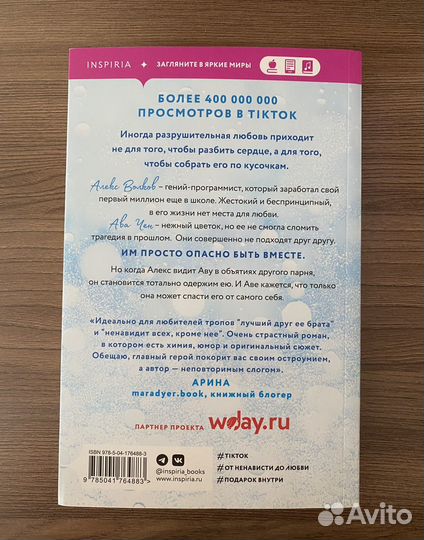 INSPIRIA ✦ ЗАГЛЯНИТЕ В ЯРКИЕ МИРЫ
БОЛЕЕ 400 000 000
ПРОСМОТРОВ В TIKTOK
Иногда разрушительная любовь приходит
не для того, чтобы разбить сердце, а для того,
чтобы собрать его по кусочкам.
Алекс Волков – гений-программист, который заработал свой
первый миллион еще в школе. Жестокий и беспринципный,
в его жизни нет места для любви.
Ава Чен – нежный цветок, но ее не смогла сломить
трагедия в прошлом. Они совершенно не подходят друг другу.
ИМ ПРОСТО ОПАСНО БЫТЬ ВМЕСТЕ.
Но когда Алекс видит Аву в объятиях другого парня,
он становится тотально одержим ею. И Аве кажется, что только
она может спасти его от самого себя.
«Идеально для любителей тропов "лучший друг ее брата"
и "ненавидит всех, кроме нее". Очень страстный роман,
в котором есть химия, юмор и оригинальный сюжет.
Обещаю, главный герой покорит вас своим остроумием,
а автор — неповторимым слогом».
АРИНА
maradyer.book, книжный блогер
ПАРТНЕР ПРОЕКТА wday.ru
ISBN 978-5-04-176488-3
9 785041 764883 >
@inspiria_books
www.inspiria.ru
#TIKTOK
#ОТ НЕНАВИСТИ ДО ЛЮБВИ
#ПОДАРОК ВНУТРИ
Avito